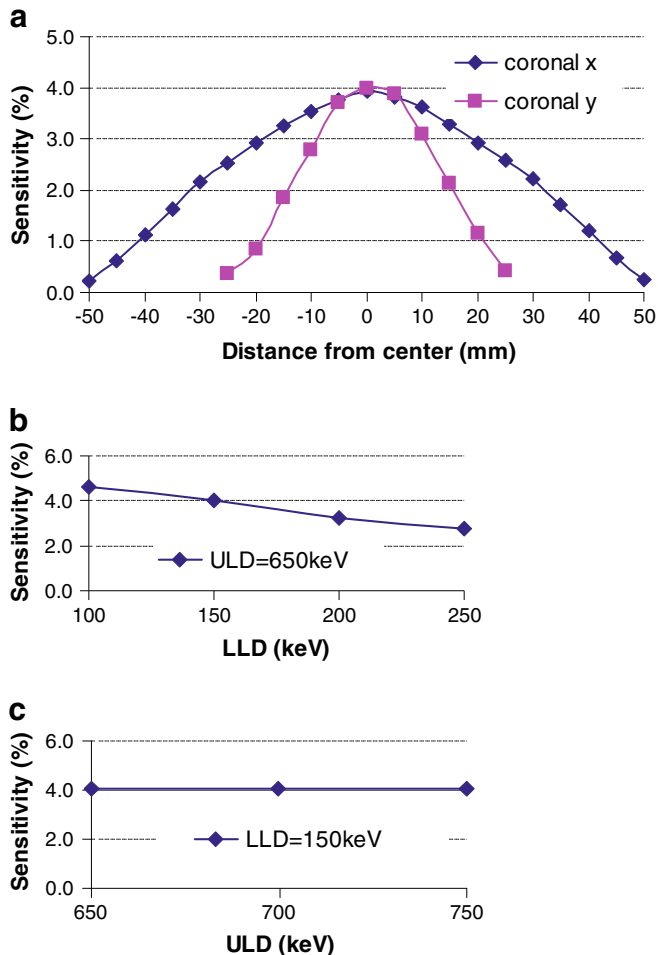 a
5.0
4.0
3.0
2.0
1.0
0.0
Sensitivity (%)
coronal x
coronal y
-50 -40 -30 -20 -10 0 10 20 30 40 50
Distance from center (mm)
b
6.0
4.0
2.0
0.0
Sensitivity (%)
ULD=650keV
100 150 200 250
LLD (keV)
c
6.0
4.0
2.0
0.0
Sensitivity (%)
LLD=150keV
650 700 750
ULD (keV)